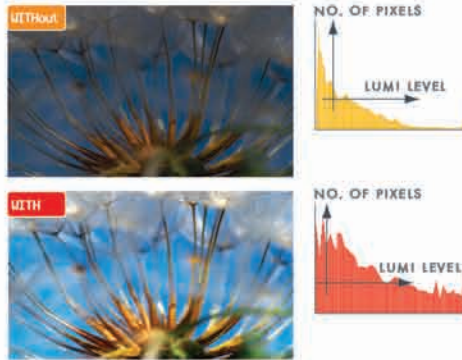 WITHout
NO. OF PIXELS
LUMI LEVEL
WITH
NO. OF PIXELS
LUMI LEVEL